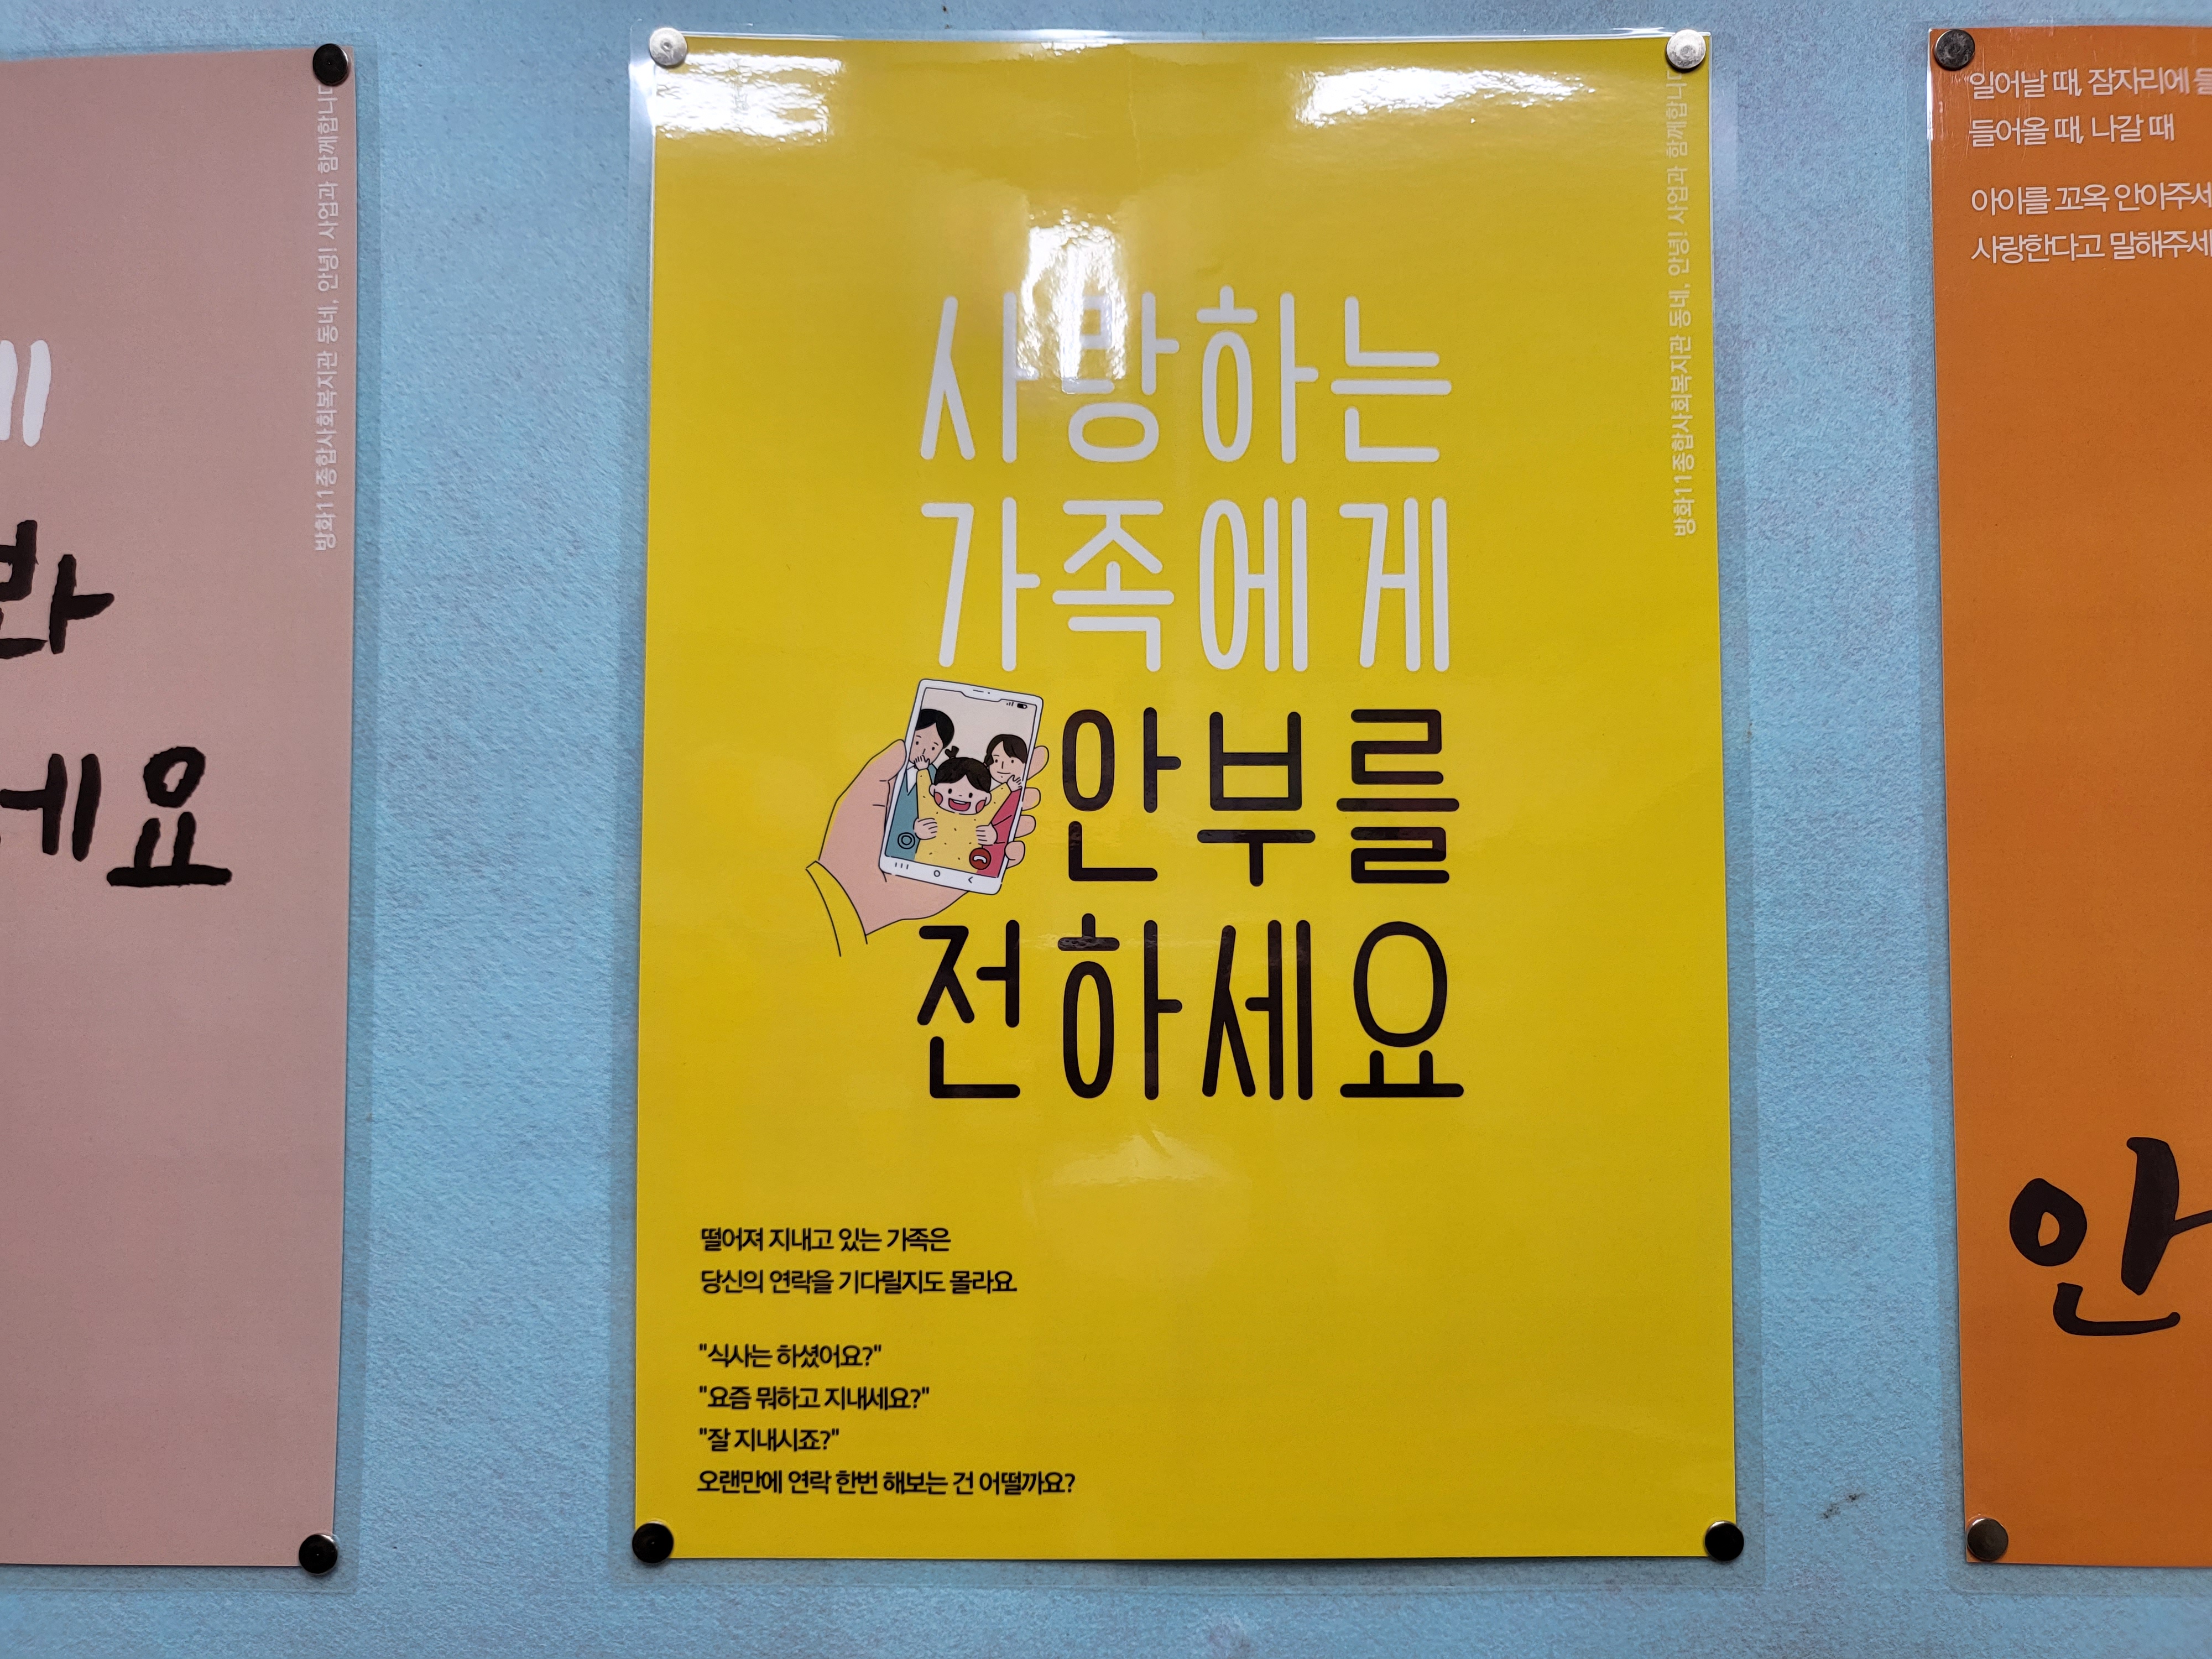 방화11종합사회복지관 동네, 안녕! 사업과 함께합니다
세요
사랑하는
가족에게
안부를
전하세요
떨어져 지내고 있는 가족은
당신의 연락을 기다릴지도 몰라요.
"식사는 하셨어요?"
"요즘 뭐하고 지내세요?"
"잘 지내시죠?"
오랜만에 연락 한번 해보는 건 어떨까요?
방화11종합사회복지관 동네, 안녕! 사업과 함께합니다
일어날 때, 잠자리에
들어올 때, 나갈 때
아이를 꼬옥 안아주세
사랑한다고 말해주세